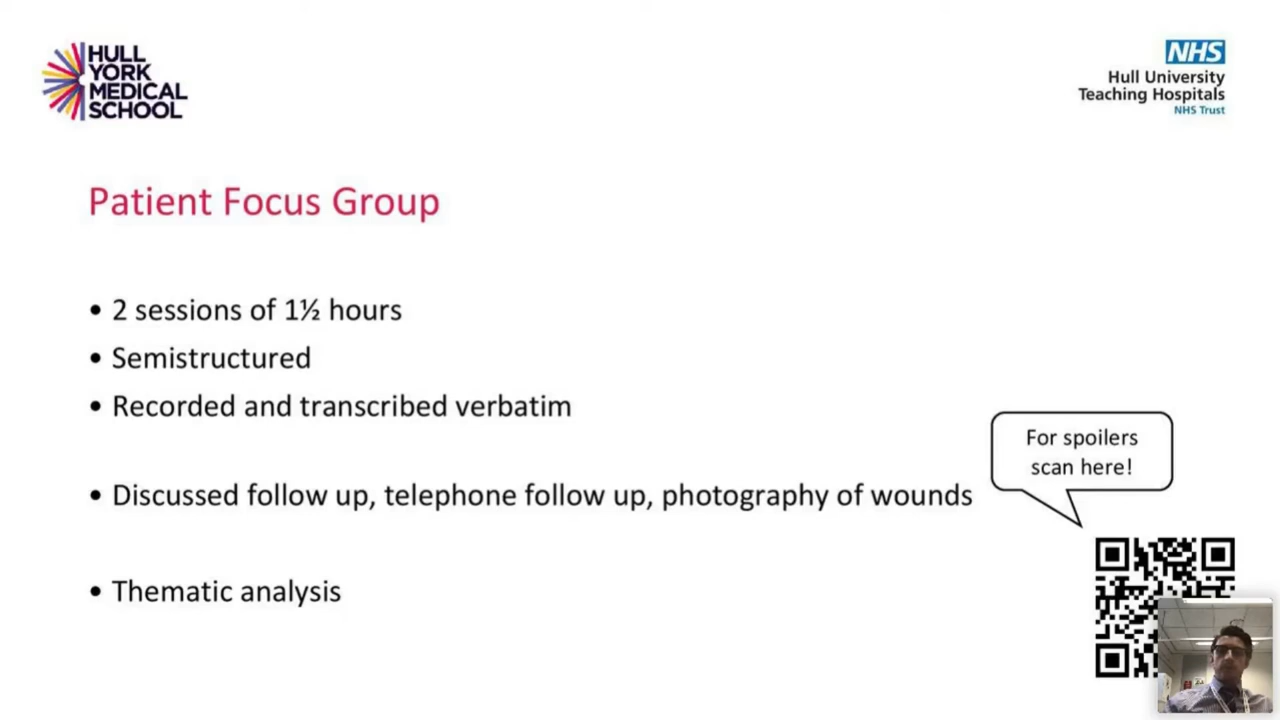 HULL
YORK
MEDICAL
SCHOOL
NHS
Hull University
Teaching Hospitals
NHS Trust
Patient Focus Group
• 2 sessions of 1½ hours
• Semistructured
• Recorded and transcribed verbatim
For spoilers
scan here!
• Discussed follow up, telephone follow up, photography of wounds
• Thematic analysis